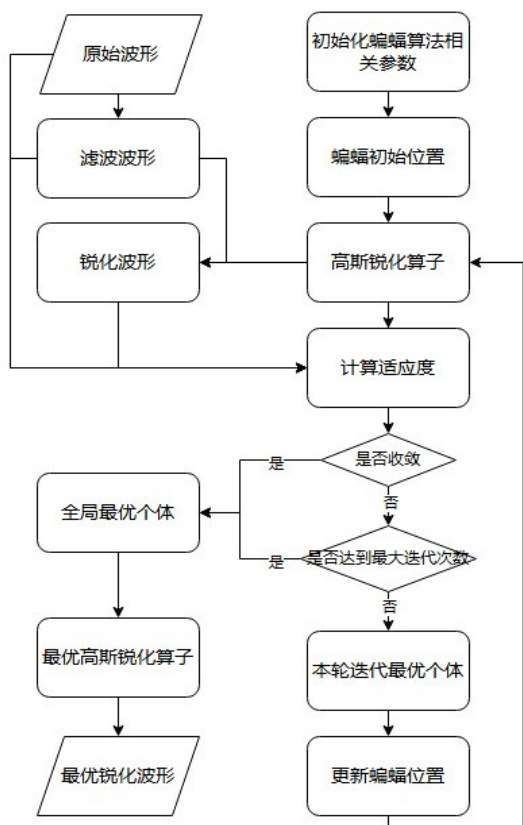 原始波形
初始化蝙蝠算法相
关参数
滤波波形
蝙蝠初始位置
锐化波形
高斯锐化算子
计算适应度
是
是否收敛
全局最优个体
否
是
是否达到最大迭代次数
否
最优高斯锐化算子
本轮迭代最优个体
最优锐化波形
更新蝙蝠位置